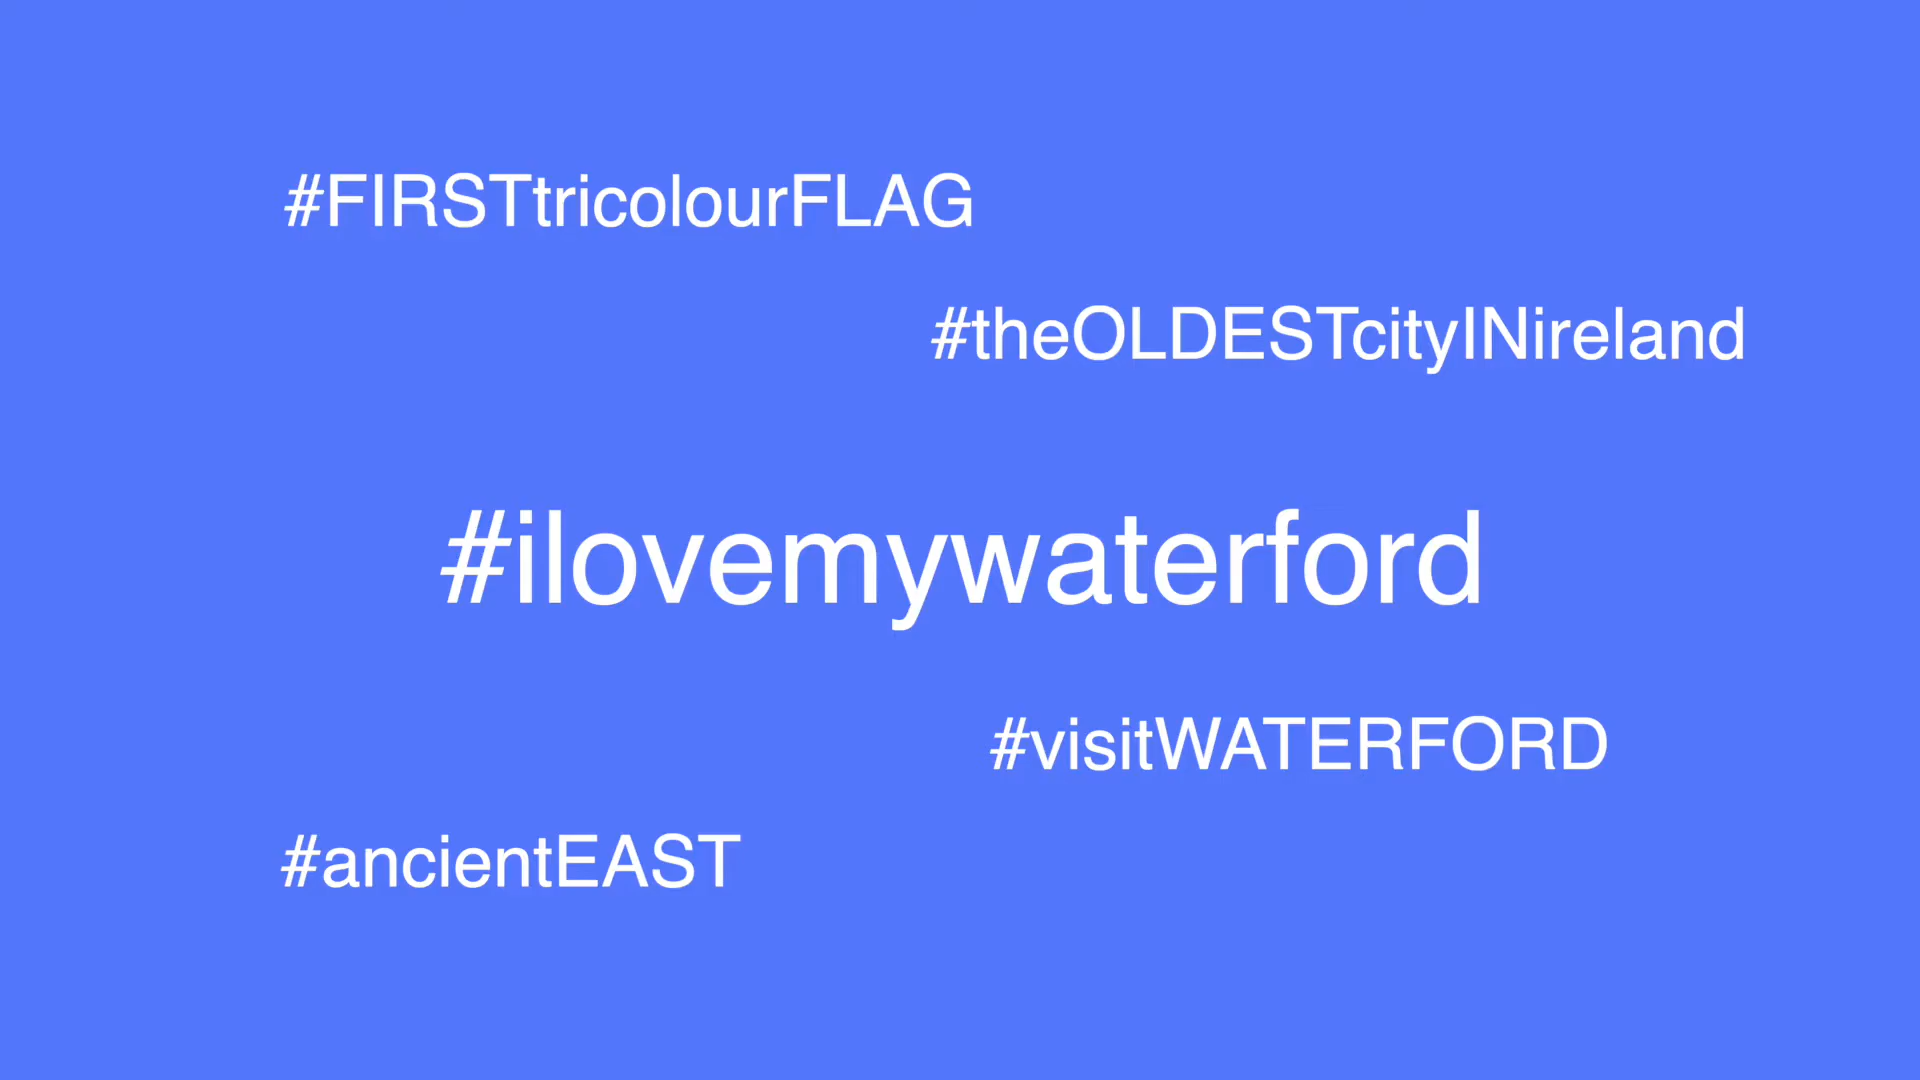 #FIRSTtricolourFLAG
#theOLDESTcityINireland
#ilovemywaterford
#visitWATERFORD
#ancientEAST